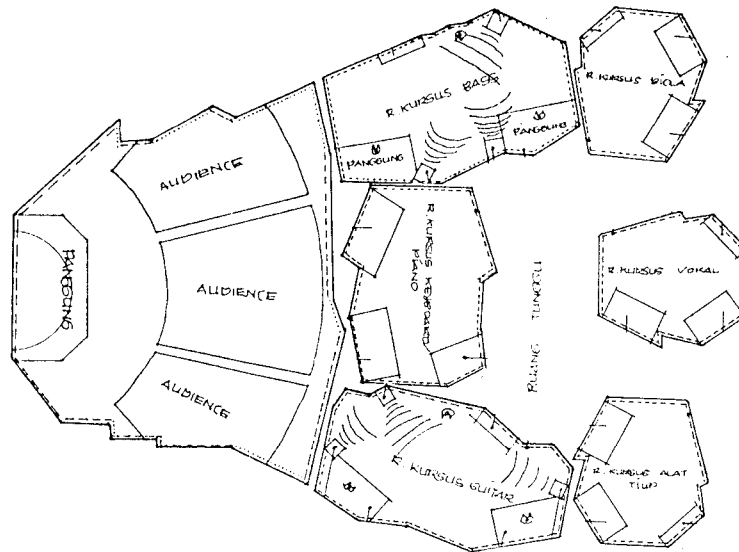 R. KURSUS BASS
PANGGUNG
PANGGUNG
R. KURSUS BIOLA
AUDIENCE
PANGGUNG
AUDIENCE
AUDIENCE
R. KURSUS KEYBOARD
PIANO
RUANG TUNGGU
R. KURSUS VOKAL
R. KURSUS GUITAR
R. KURSUS ALAT
TIUP